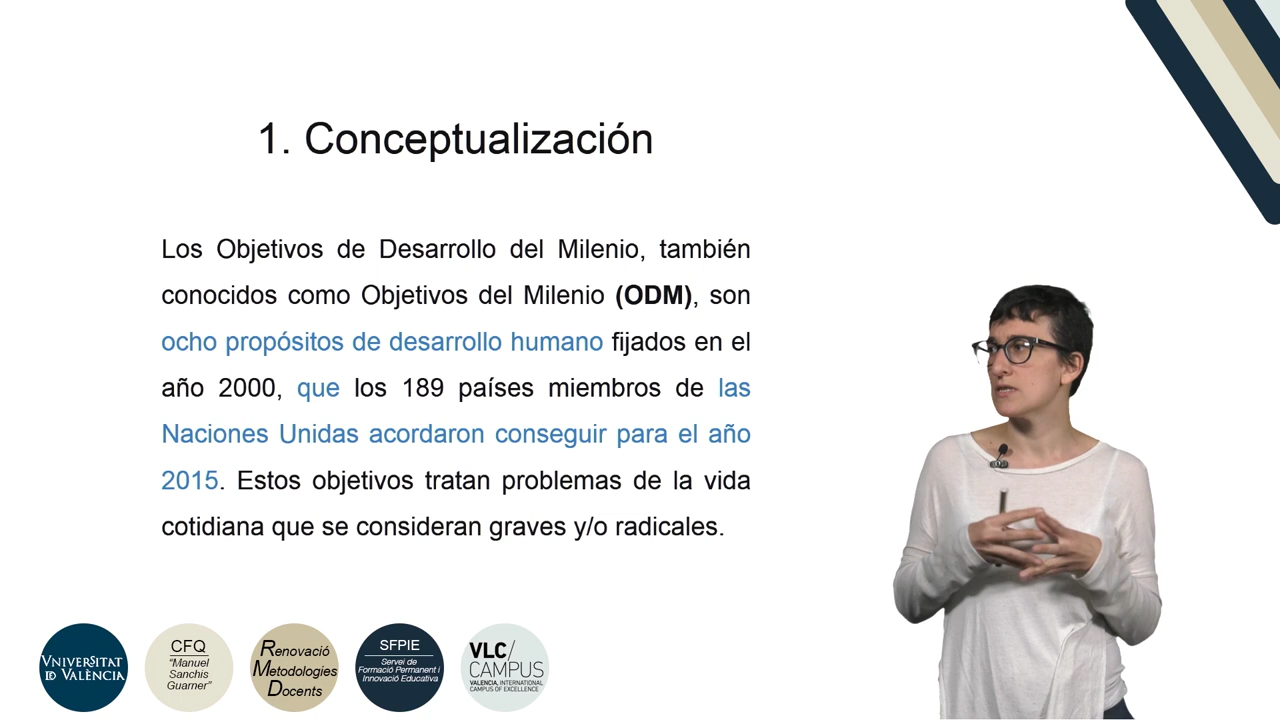 1. Conceptualización
Los Objetivos de Desarrollo del Milenio, también
conocidos como Objetivos del Milenio (ODM), son
ocho propósitos de desarrollo humano fijados en el
año 2000, que los 189 países miembros de las
Naciones Unidas acordaron conseguir para el año
2015. Estos objetivos tratan problemas de la vida
cotidiana que se consideran graves y/o radicales.
VNIVERSITAT
ID VALÈNCIA
CFQ
"Manuel
Sanchis
Guarner"
Renovació
Metodologies
Docents
SFPIE
Servei de
Formació Permanent i
Innovació Educativa
VLC/
CAMPUS
VALENCIA, INTERNATIONAL
CAMPUS OF EXCELLENCE